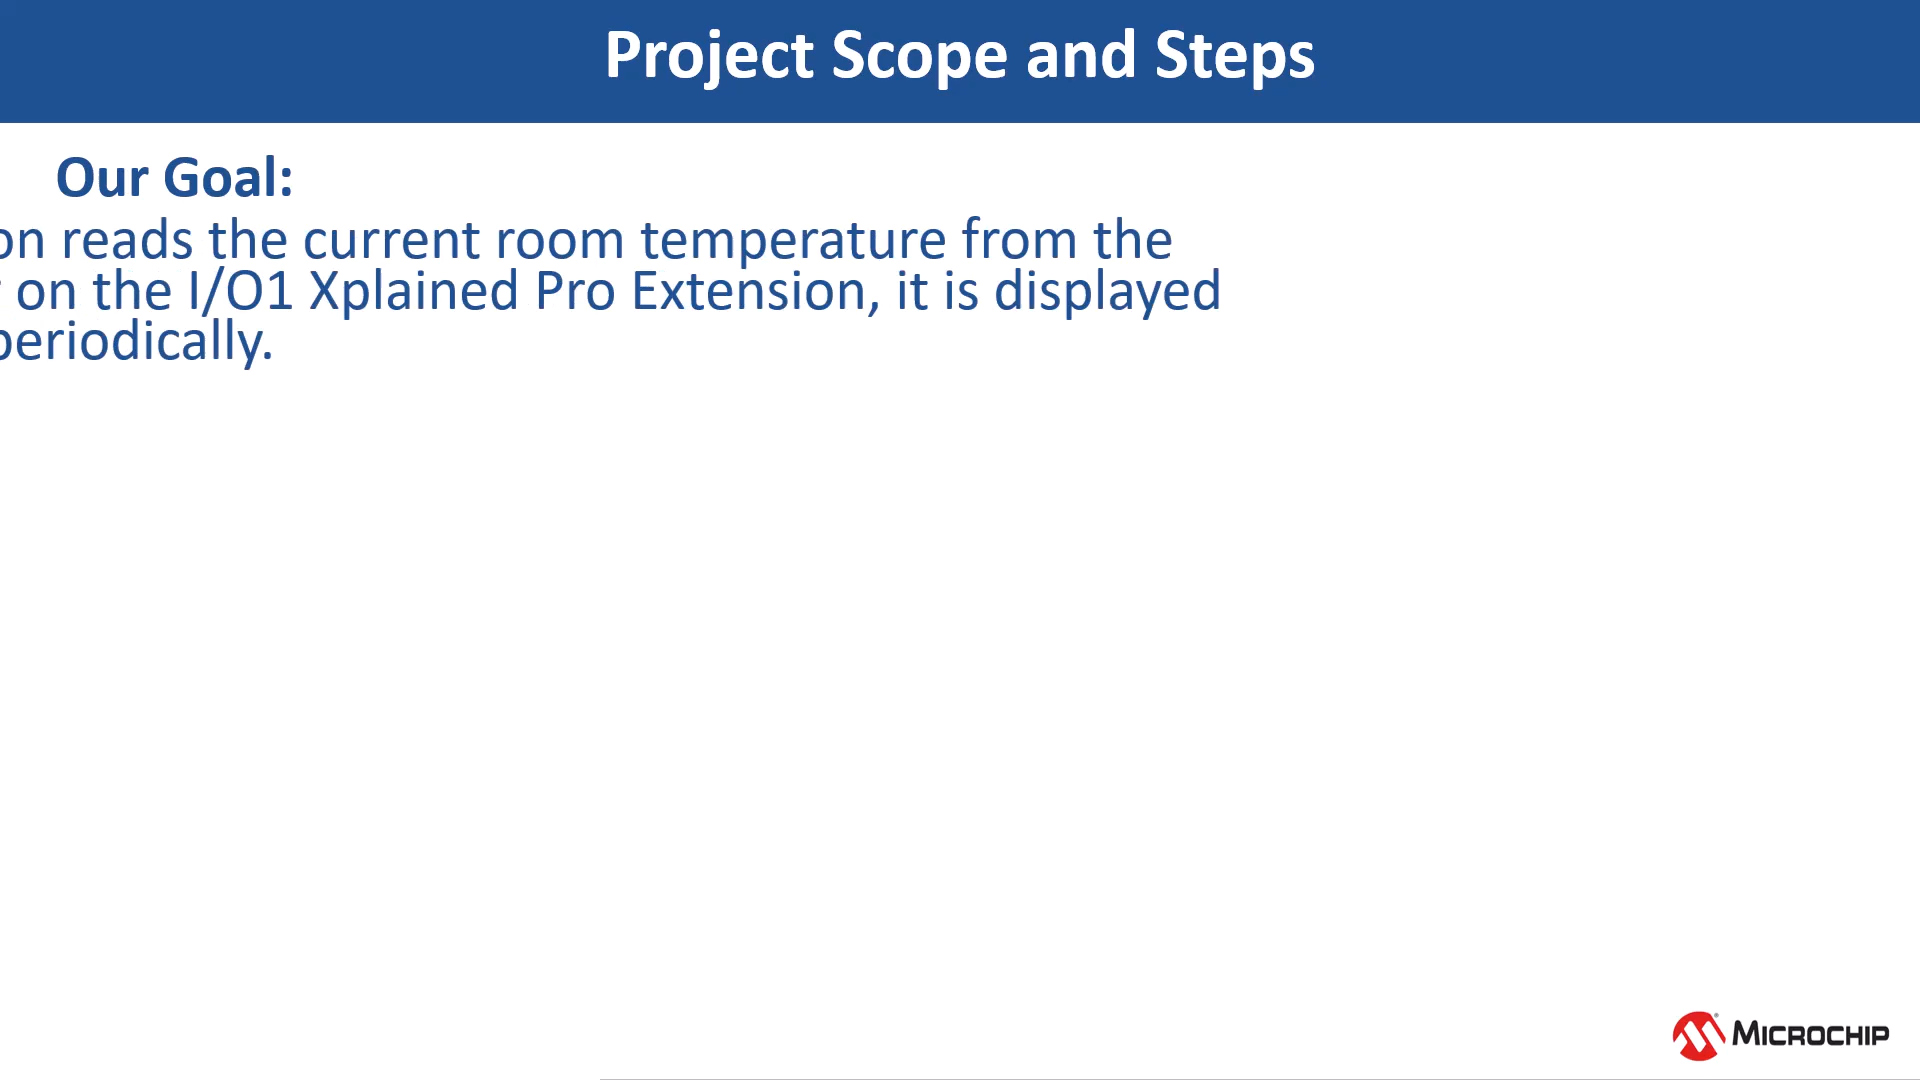 Project Scope and Steps
Our Goal:
on reads the current room temperature from the
on the I/O1 Xplained Pro Extension, it is displayed
periodically.
MICROCHIP